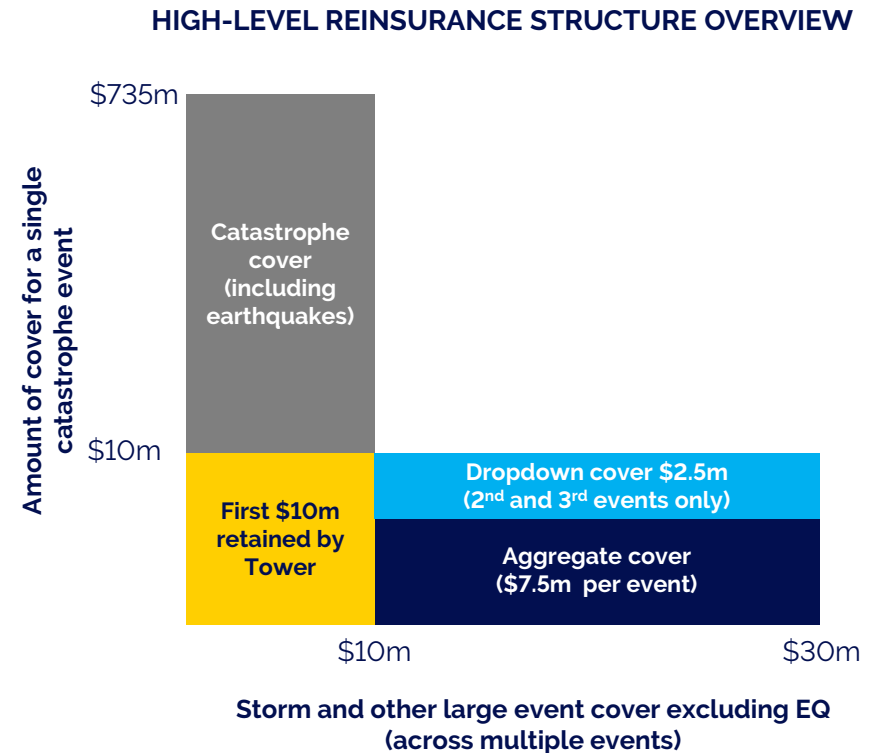 HIGH-LEVEL REINSURANCE STRUCTURE OVERVIEW
$735m
Amount of cover for a single
catastrophe event
Catastrophe
cover
(including
earthquakes)
$10m
First $10m
retained by
Tower
Dropdown cover $2.5m
(2nd and 3rd events only)
Aggregate cover
($7.5m per event)
$10m
$30m
Storm and other large event cover excluding EQ
(across multiple events)